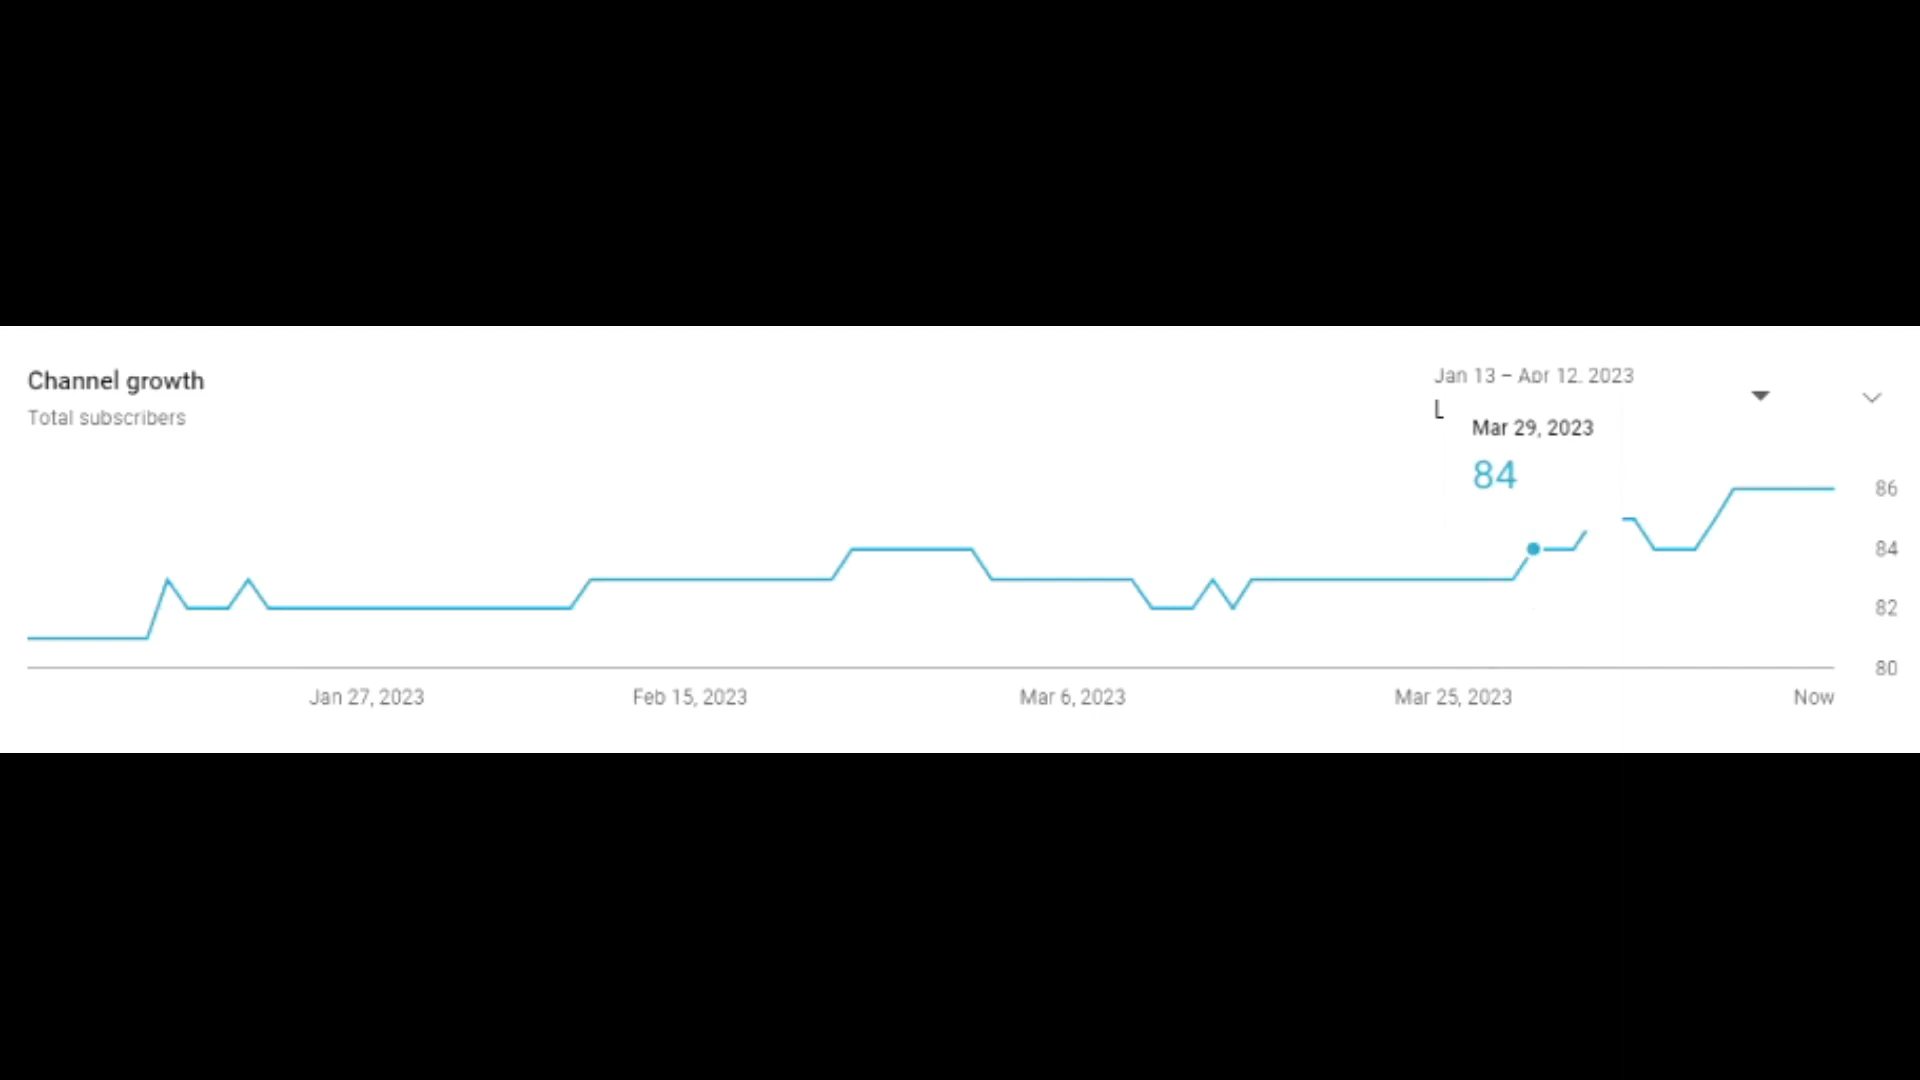 Channel growth
Total subscribers
Jan 13 – Apr 12, 2023
L
Mar 29, 2023
84
86
84
82
80
Jan 27, 2023
Feb 15, 2023
Mar 6, 2023
Mar 25, 2023
Now